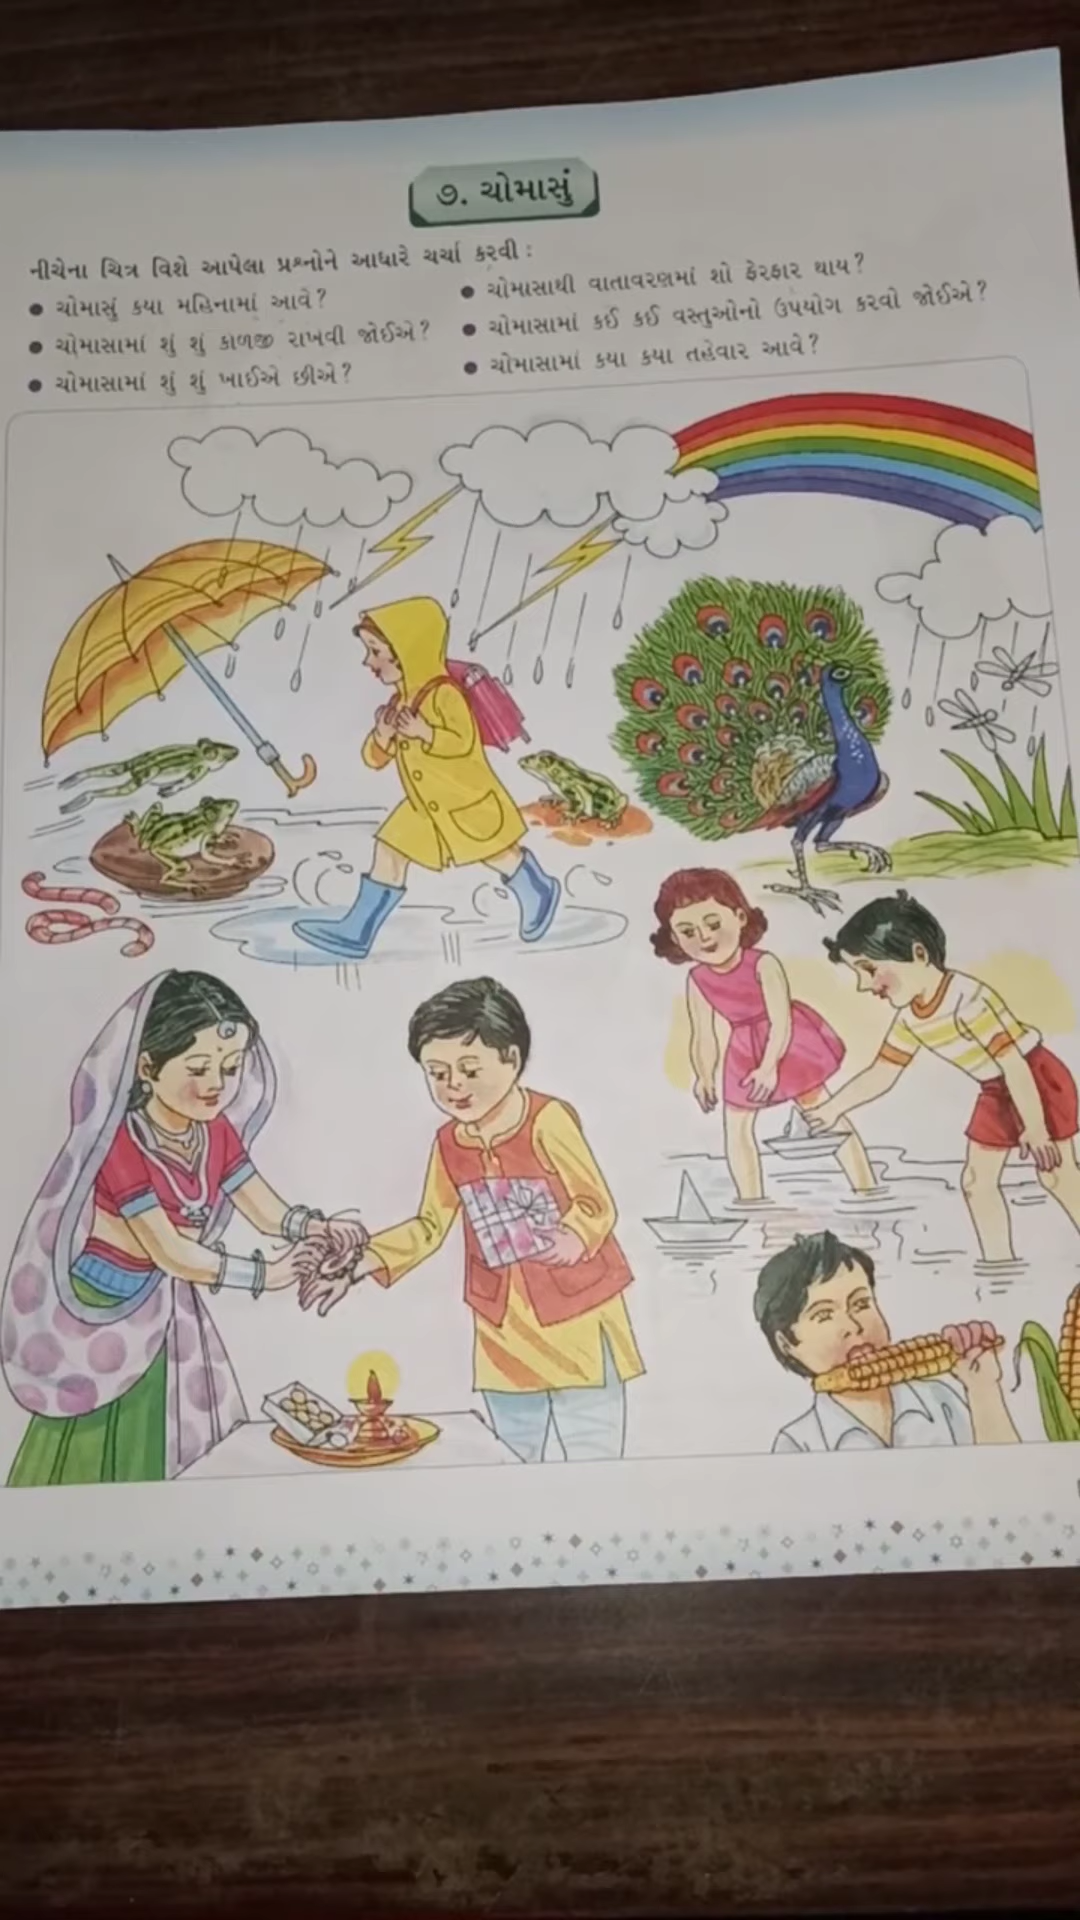 ૭. ચોમાસું
નીચેના ચિત્ર વિશે આપેલા પ્રશ્નોને આધારે ચર્ચા કરવી :
● ચોમાસું કયા મહિનામાં આવે?
● ચોમાસામાં શું શું કાળજી રાખવી જોઈએ?
● ચોમાસામાં શું શું ખાઈએ છીએ?
● ચોમાસાથી વાતાવરણમાં શો ફેરફાર થાય?
● ચોમાસામાં કઈ કઈ વસ્તુઓનો ઉપયોગ કરવો જોઈએ?
● ચોમાસામાં કયા કયા તહેવાર આવે?